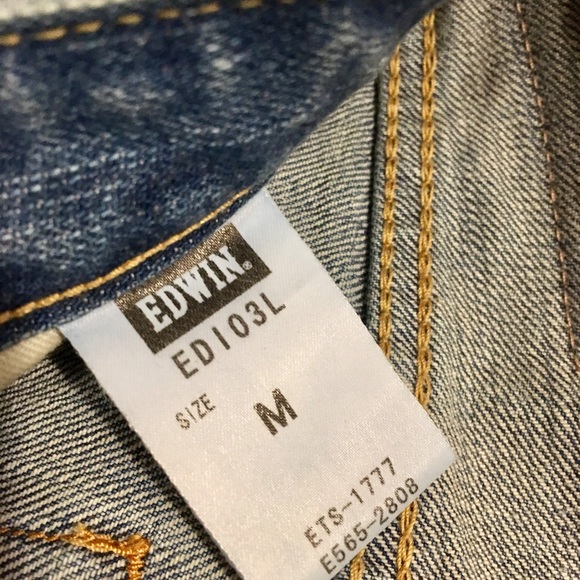 EDWIN®
ED103L
SIZE M
ETS-1777
E565-2808